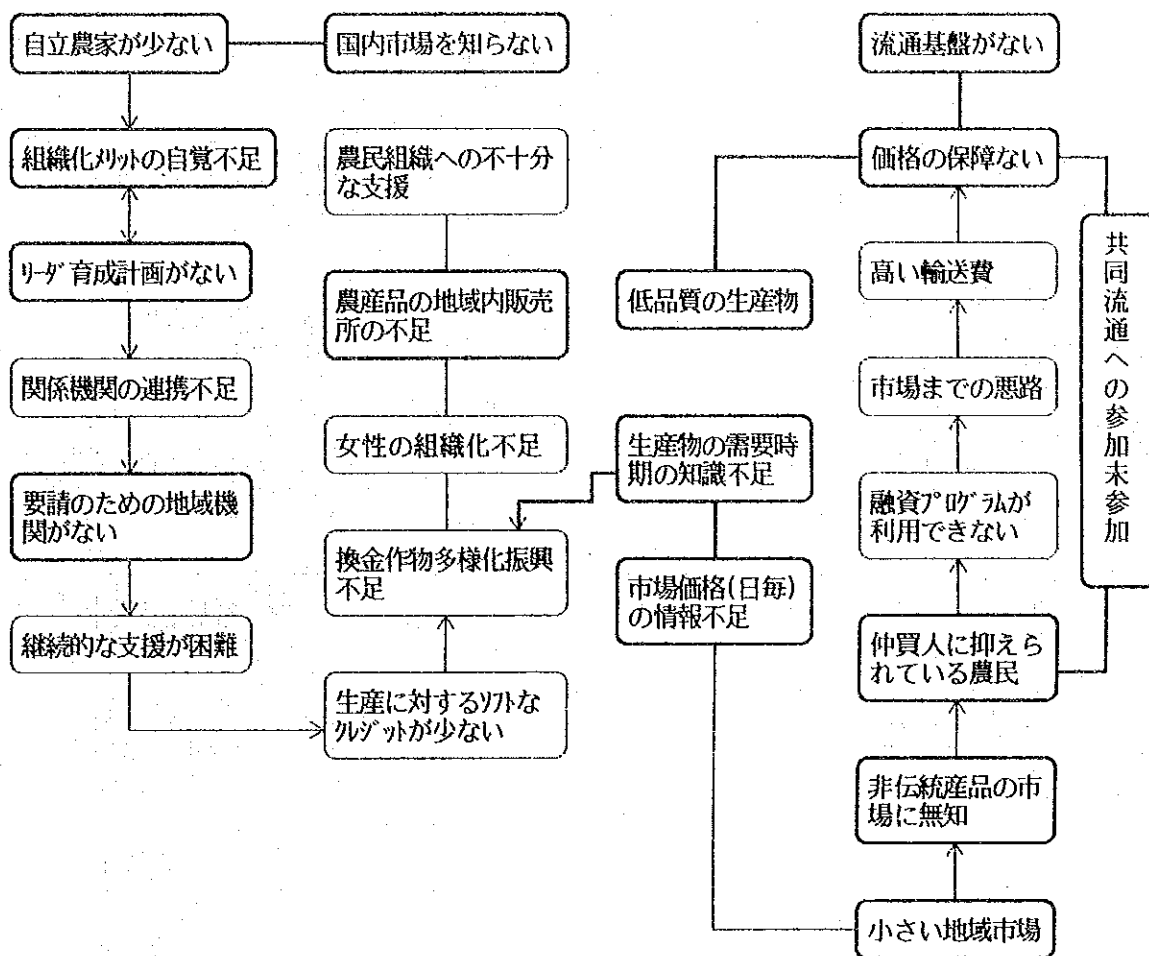 自立農家が少ない
国内市場を知らない
流通基盤がない
組織化ﾒﾘｯﾄの自覚不足
農民組織への不十分
な支援
価格の保障ない
ﾘｰﾀﾞ育成計画がない
農産品の地域内販売
所の不足
低品質の生産物
高い輸送費
共同流通への参加未参加
関係機関の連携不足
女性の組織化不足
生産物の需要時
期の知識不足
市場までの悪路
要請のための地域機
関がない
換金作物多様化振興
不足
市場価格(日毎)
の情報不足
融資ﾌﾟﾛｸﾞﾗﾑが
利用できない
継続的な支援が困難
生産に対するｿﾌﾄな
ｸﾚｼﾞｯﾄが少ない
仲買人に抑えら
れている農民
非伝統産品の市
場に無知
小さい地域市場